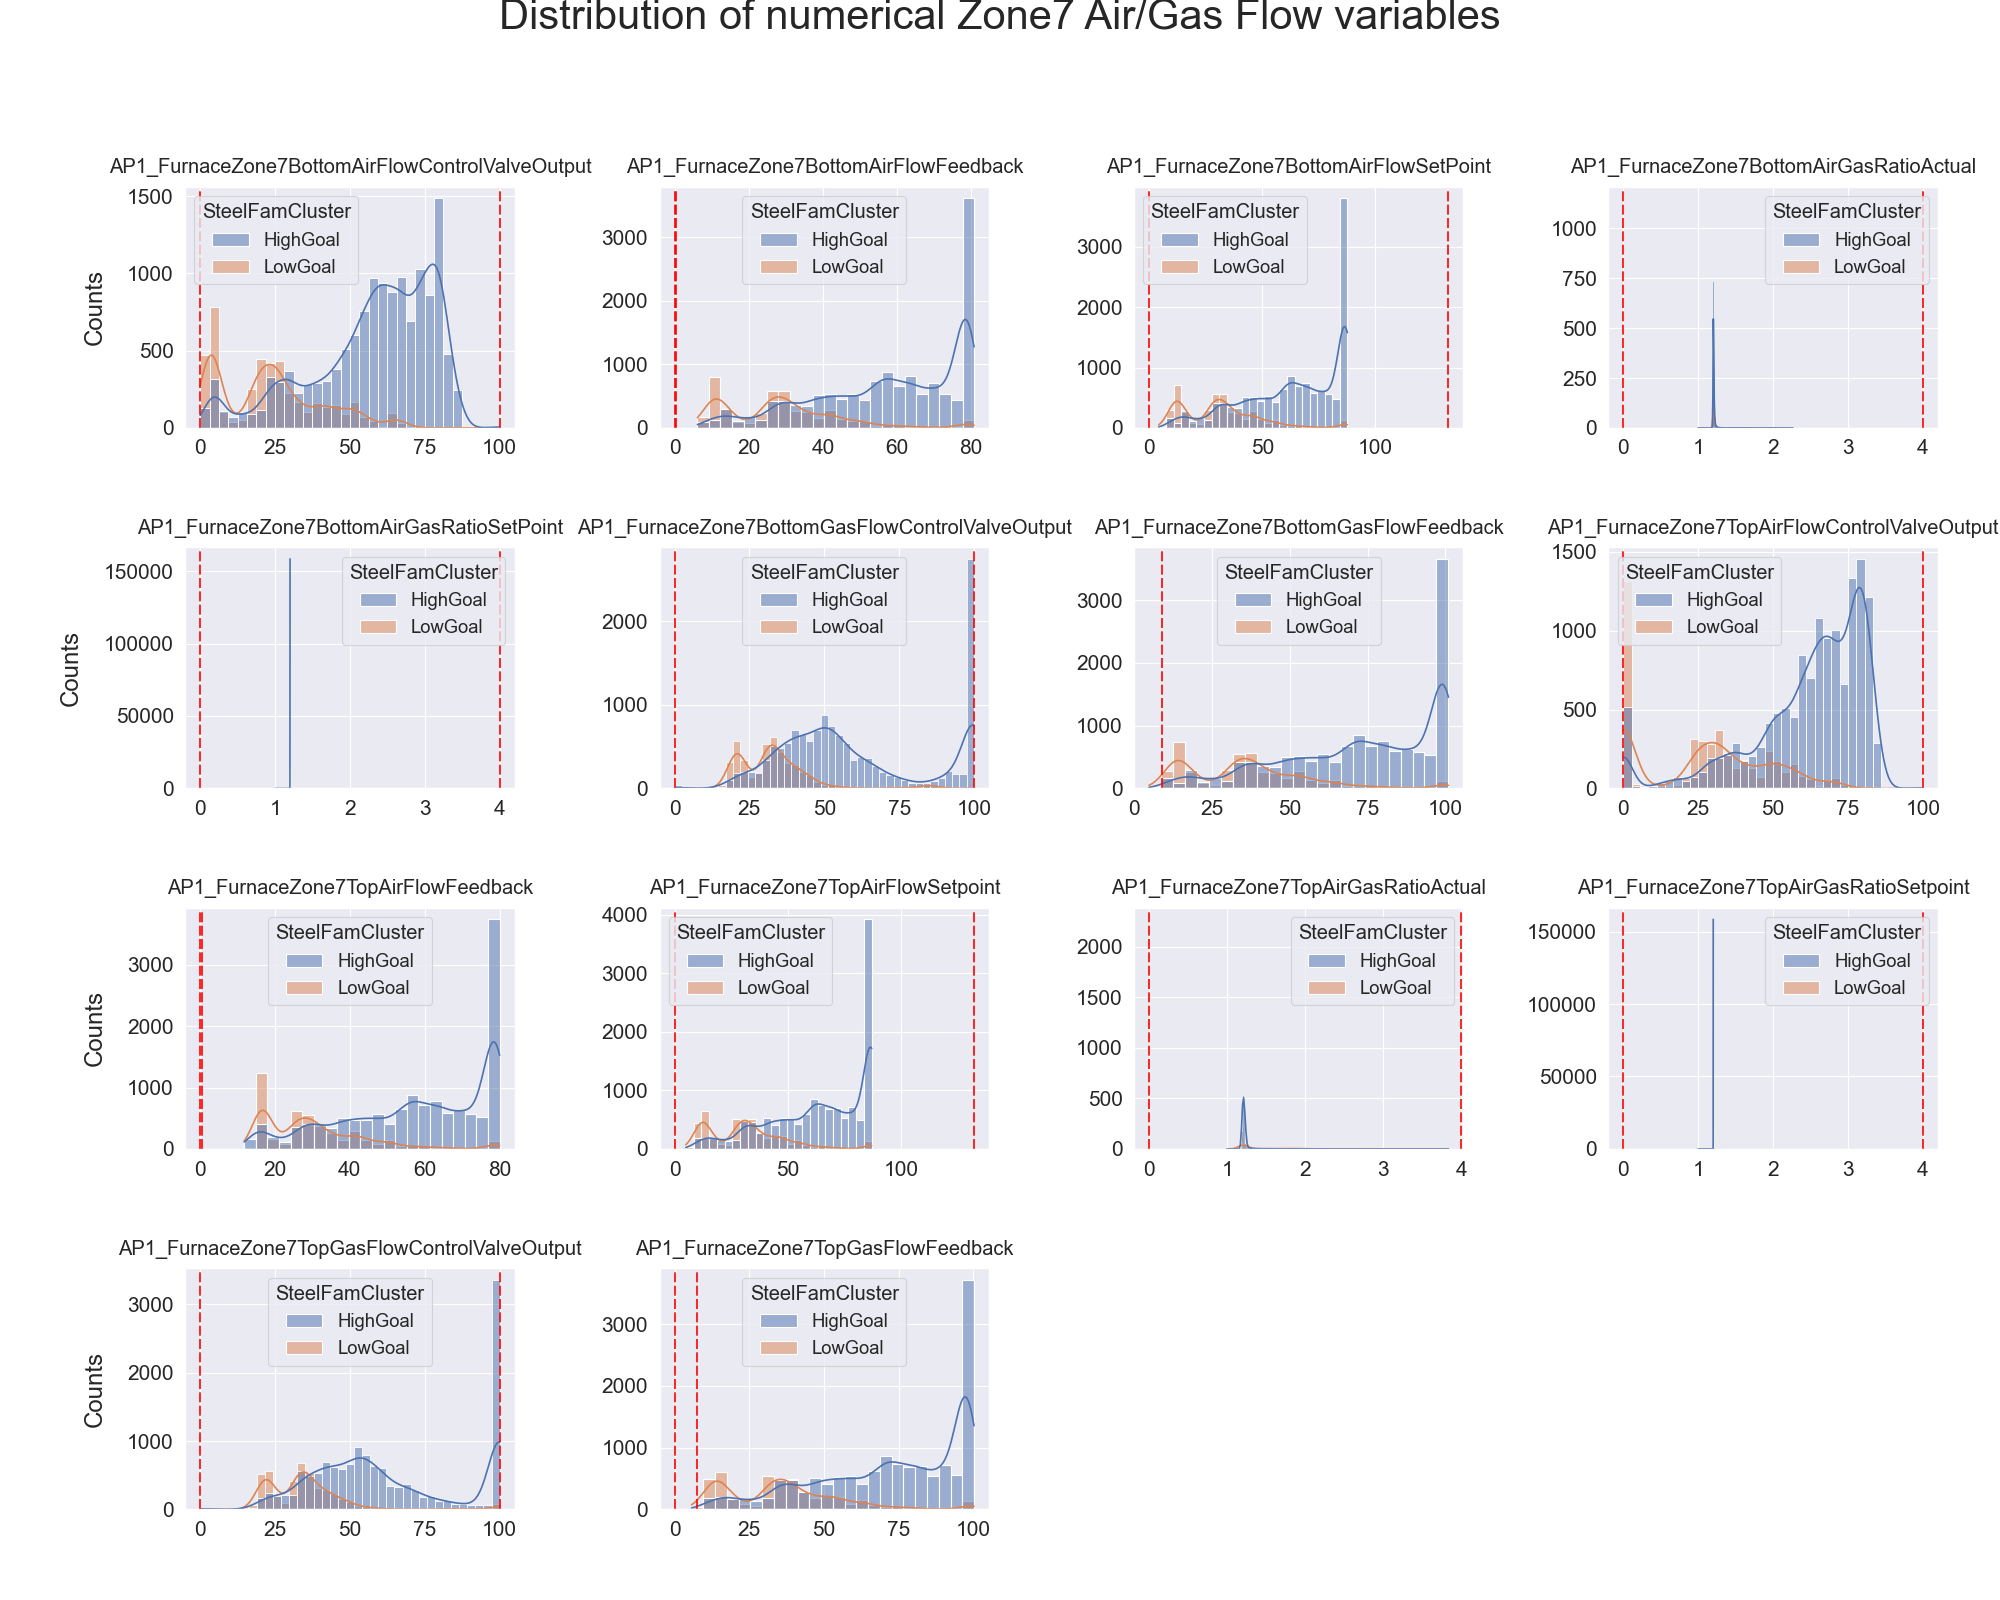 Distribution of numerical Zone7 Air/Gas Flow variables
AP1_FurnaceZone7BottomAirFlowControlValveOutput
Counts
1500
1000
500
0
SteelFamCluster
HighGoal
LowGoal
0 25 50 75 100
AP1_FurnaceZone7BottomAirFlowFeedback
3000
2000
1000
0
SteelFamCluster
HighGoal
LowGoal
0 20 40 60 80
AP1_FurnaceZone7BottomAirFlowSetPoint
3000
2000
1000
0
SteelFamCluster
HighGoal
LowGoal
0 50 100
AP1_FurnaceZone7BottomAirGasRatioActual
1000
750
500
250
0
SteelFamCluster
HighGoal
LowGoal
0 1 2 3 4
AP1_FurnaceZone7BottomAirGasRatioSetPoint
Counts
150000
100000
50000
0
SteelFamCluster
HighGoal
LowGoal
0 1 2 3 4
AP1_FurnaceZone7BottomGasFlowControlValveOutput
2000
1000
0
SteelFamCluster
HighGoal
LowGoal
0 25 50 75 100
AP1_FurnaceZone7BottomGasFlowFeedback
3000
2000
1000
0
SteelFamCluster
HighGoal
LowGoal
0 25 50 75 100
AP1_FurnaceZone7TopAirFlowControlValveOutput
1500
1000
500
0
SteelFamCluster
HighGoal
LowGoal
0 25 50 75 100
AP1_FurnaceZone7TopAirFlowFeedback
Counts
3000
2000
1000
0
SteelFamCluster
HighGoal
LowGoal
0 20 40 60 80
AP1_FurnaceZone7TopAirFlowSetpoint
4000
3000
2000
1000
0
SteelFamCluster
HighGoal
LowGoal
0 50 100
AP1_FurnaceZone7TopAirGasRatioActual
2000
1500
1000
500
0
SteelFamCluster
HighGoal
LowGoal
0 1 2 3 4
AP1_FurnaceZone7TopAirGasRatioSetpoint
150000
100000
50000
0
SteelFamCluster
HighGoal
LowGoal
0 1 2 3 4
AP1_FurnaceZone7TopGasFlowControlValveOutput
Counts
3000
2000
1000
0
SteelFamCluster
HighGoal
LowGoal
0 25 50 75 100
AP1_FurnaceZone7TopGasFlowFeedback
3000
2000
1000
0
SteelFamCluster
HighGoal
LowGoal
0 25 50 75 100